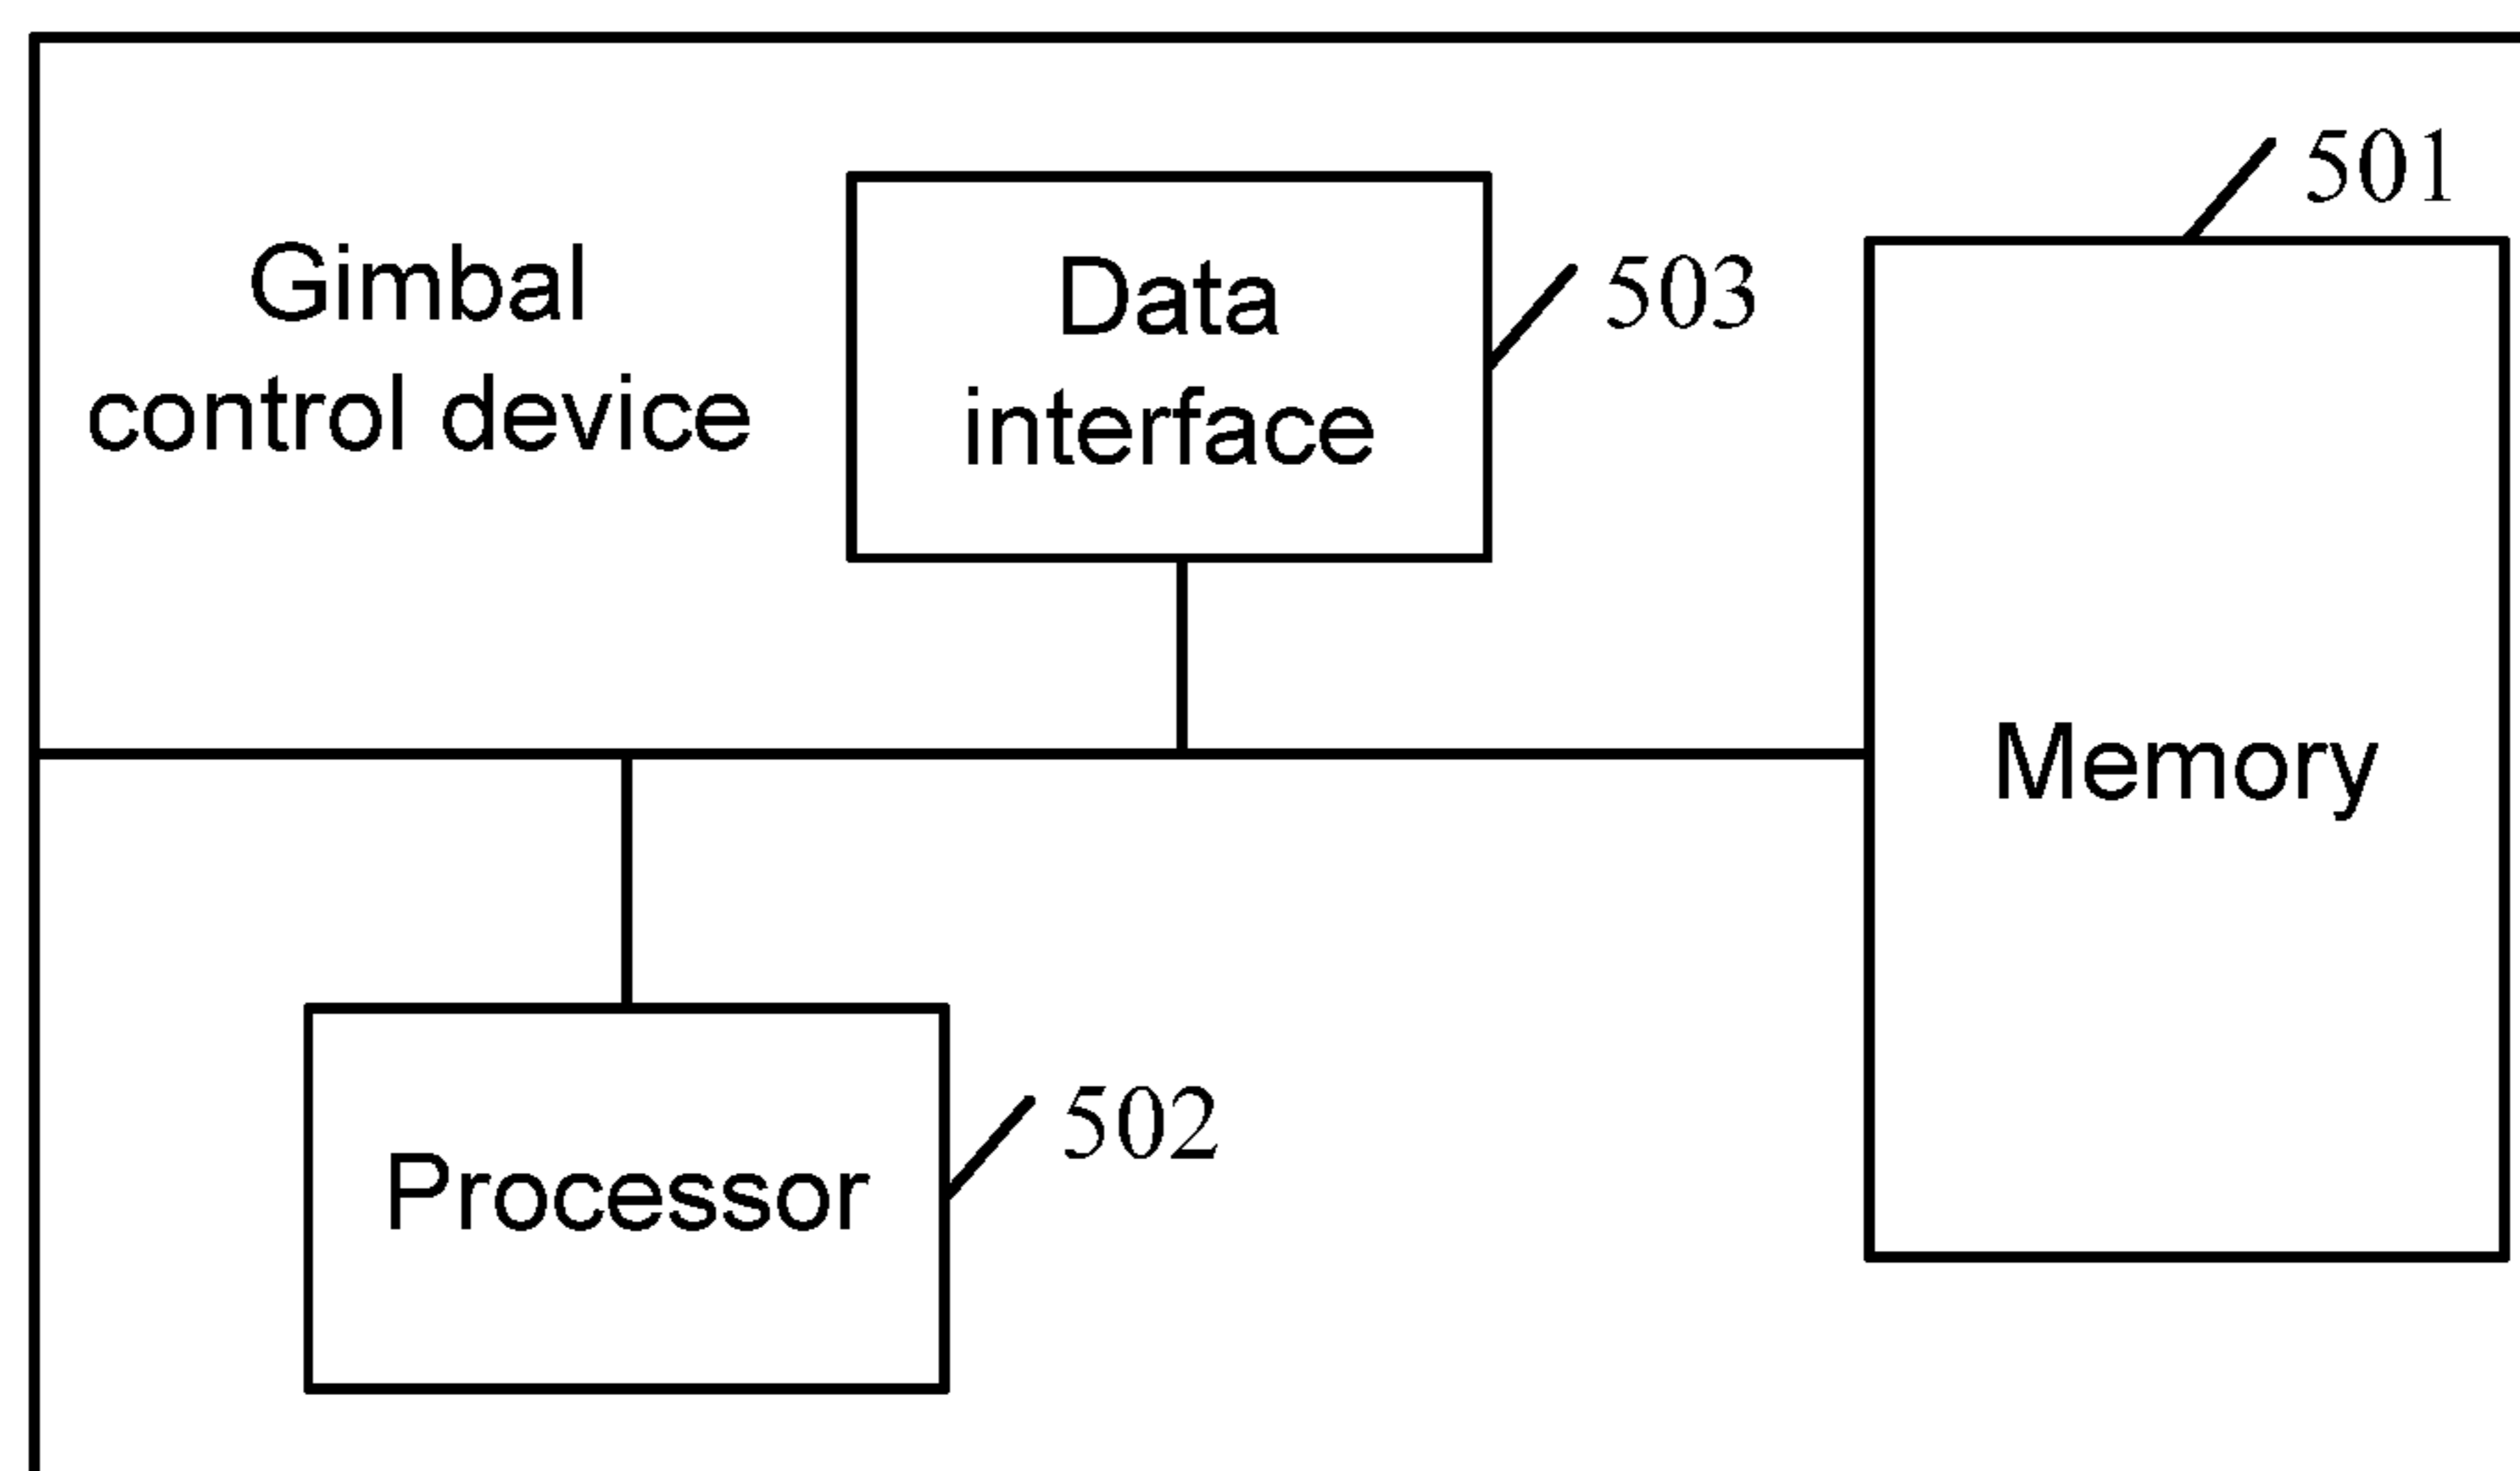 501
Gimbal
control device
Data
interface
503
Memory
Processor
502